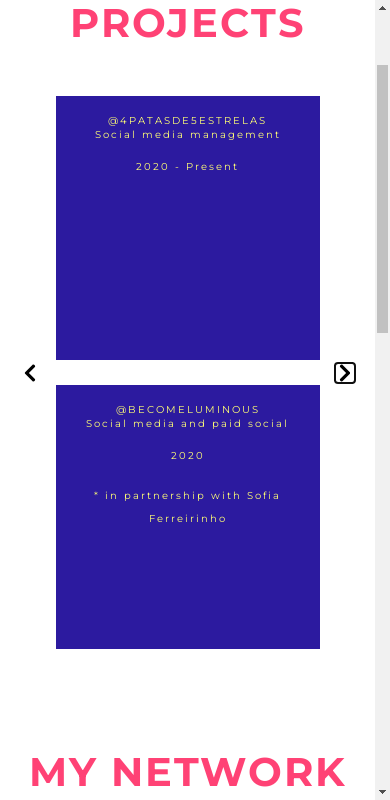 PROJECTS
@4PATASDE5ESTRELAS
Social media management
2020 - Present
@BECOMELUMINOUS
Social media and paid social
2020
* in partnership with Sofia
Ferreirinho
MY NETWORK